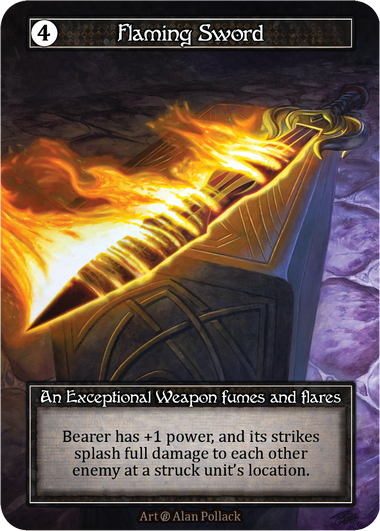 4
Flaming Sword
An Exceptional Weapon fumes and flares
Bearer has +1 power, and its strikes
splash full damage to each other
enemy at a struck unit's location.
Art @ Alan Pollack